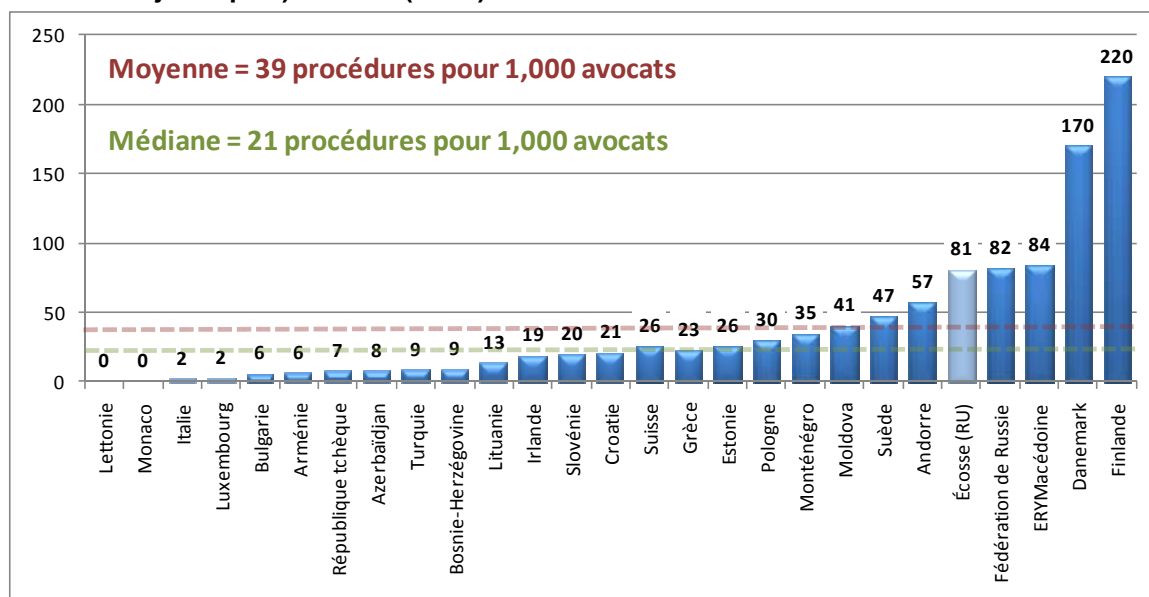 250
200
150
100
50
0
Moyenne = 39 procédures pour 1,000 avocats
Médiane = 21 procédures pour 1,000 avocats
0 0 2 2 6 6 7 8 9 9 13 19 20 21 26 23 26 30 35 41 47 57 81 82 84 170 220
Lettonie
Monaco
Italie
Luxembourg
Bulgarie
Arménie
République tchèque
Azerbaïdjan
Turquie
Bosnie-Herzégovine
Lituanie
Irlande
Slovénie
Croatie
Suisse
Grèce
Estonie
Pologne
Monténégro
Moldova
Suède
Andorre
Écosse (RU)
Fédération de Russie
ERYMacédoine
Danemark
Finlande